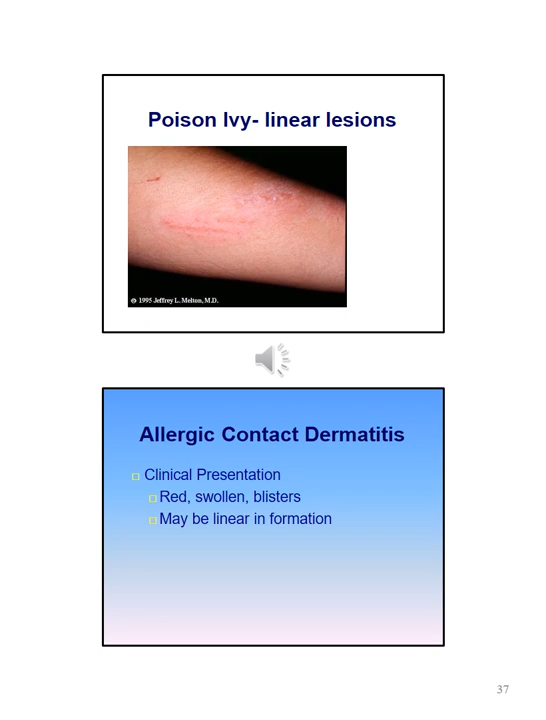 Poison Ivy- linear lesions
© 1995 Jeffrey L. Melton, M.D.
Allergic Contact Dermatitis
Clinical Presentation
Red, swollen, blisters
May be linear in formation
37